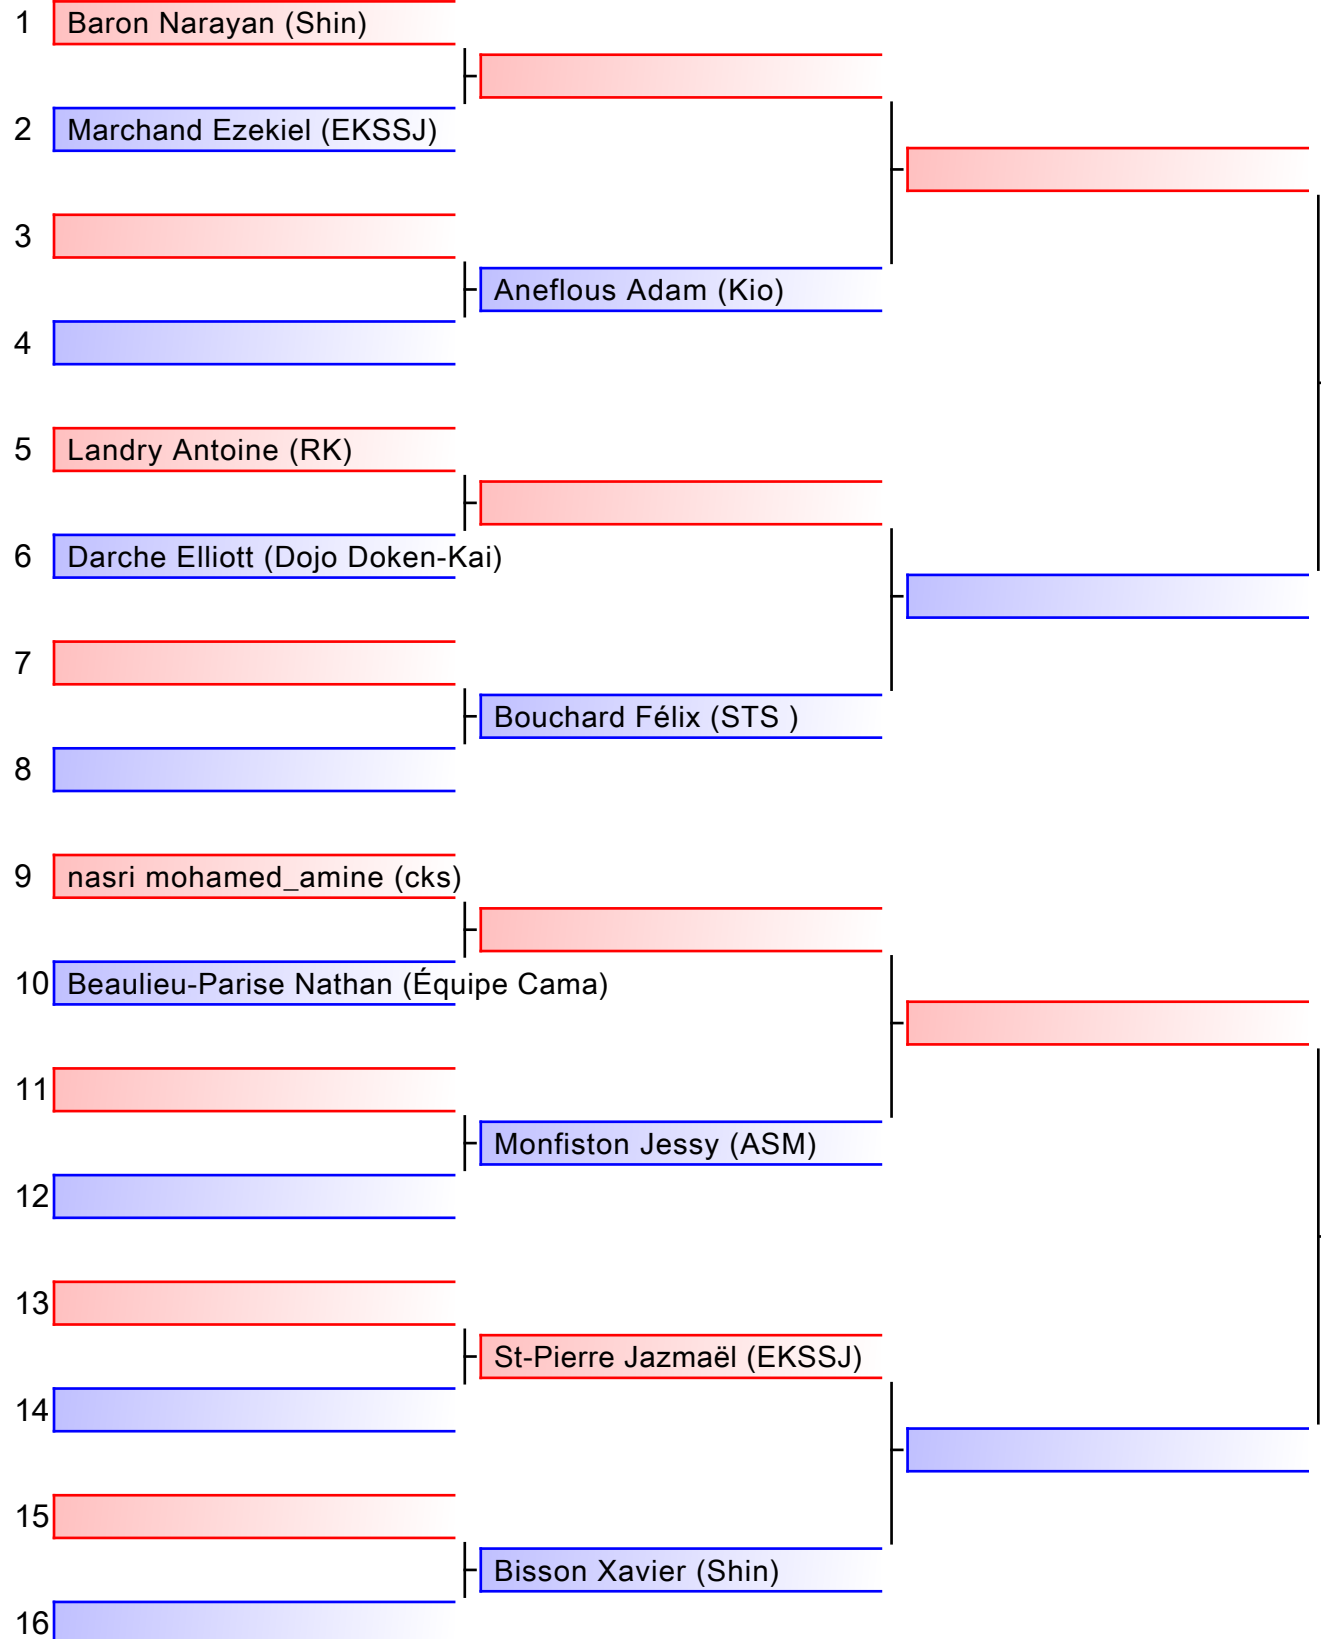 1 Baron Narayan (Shin)
2 Marchand Ezekiel (EKSSJ)
3
Aneflous Adam (Kio)
4
5 Landry Antoine (RK)
6 Darche Elliott (Dojo Doken-Kai)
7
Bouchard Félix (STS )
8
9 nasri mohamed_amine (cks)
10 Beaulieu-Parise Nathan (Équipe Cama)
11
Monfiston Jessy (ASM)
12
13
St-Pierre Jazmaël (EKSSJ)
14
15
Bisson Xavier (Shin)
16